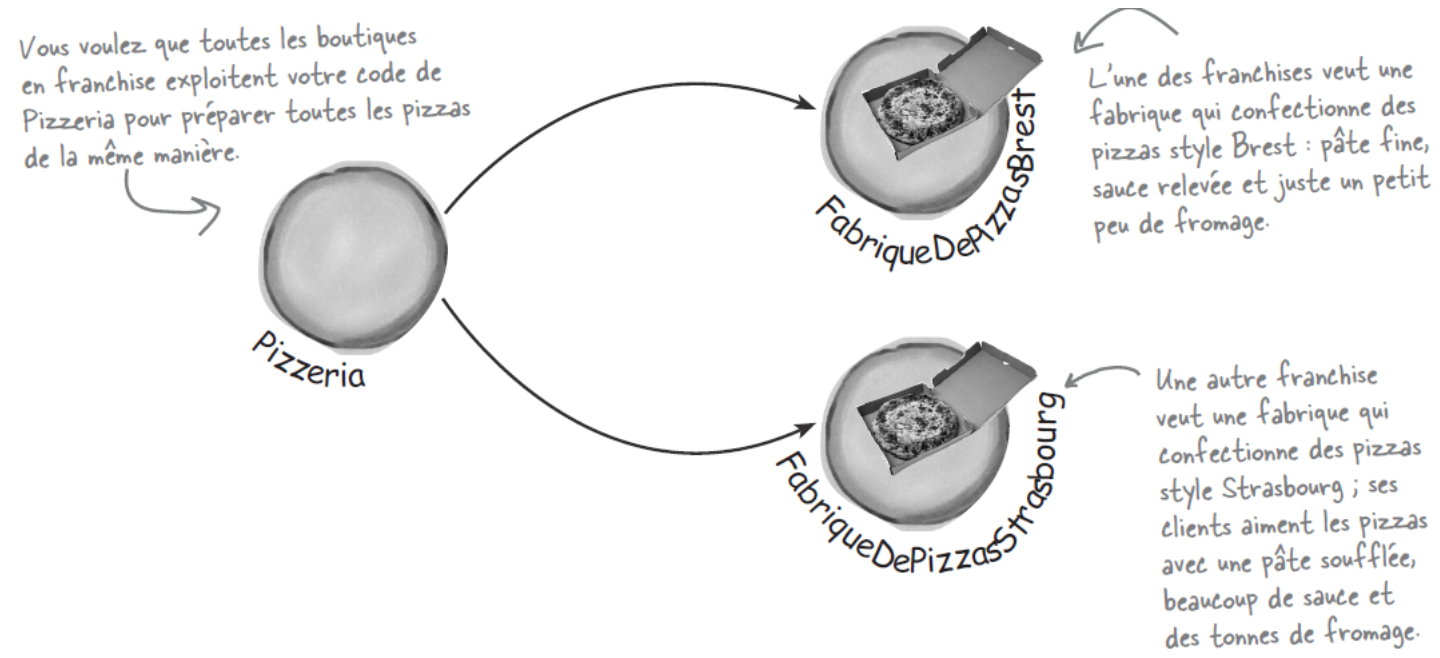 Vous voulez que toutes les boutiques
en franchise exploitent votre code de
Pizzeria pour préparer toutes les pizzas
de la même manière.
Pizzeria
FabriqueDePizzasBrest
L'une des franchises veut une
fabrique qui confectionne des
pizzas style Brest : pâte fine,
sauce relevée et juste un petit
peu de fromage.
FabriqueDePizzasStrasbourg
Une autre franchise
veut une fabrique qui
confectionne des pizzas
style Strasbourg ; ses
clients aiment les pizzas
avec une pâte soufflée,
beaucoup de sauce et
des tonnes de fromage.